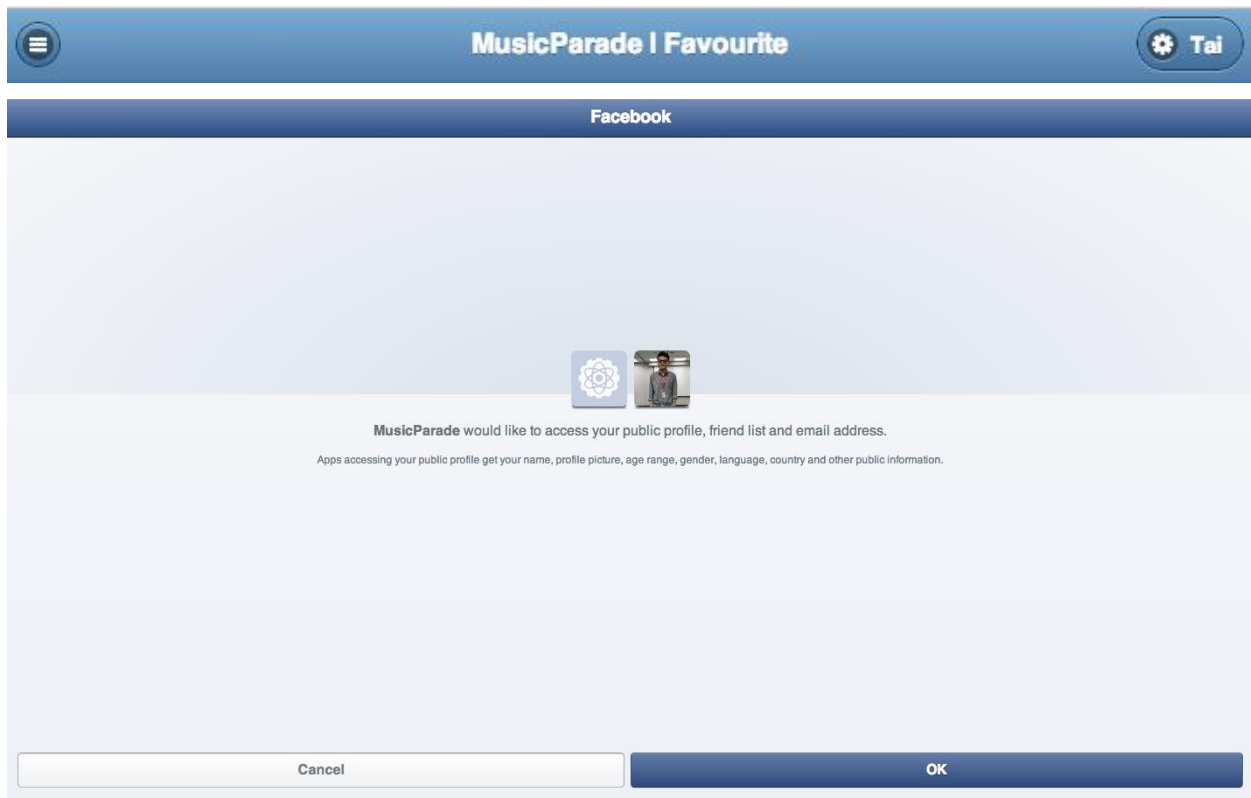 MusicParade | Favourite
Tai
Facebook
MusicParade would like to access your public profile, friend list and email address.
Apps accessing your public profile get your name, profile picture, age range, gender, language, country and other public information.
Cancel
OK